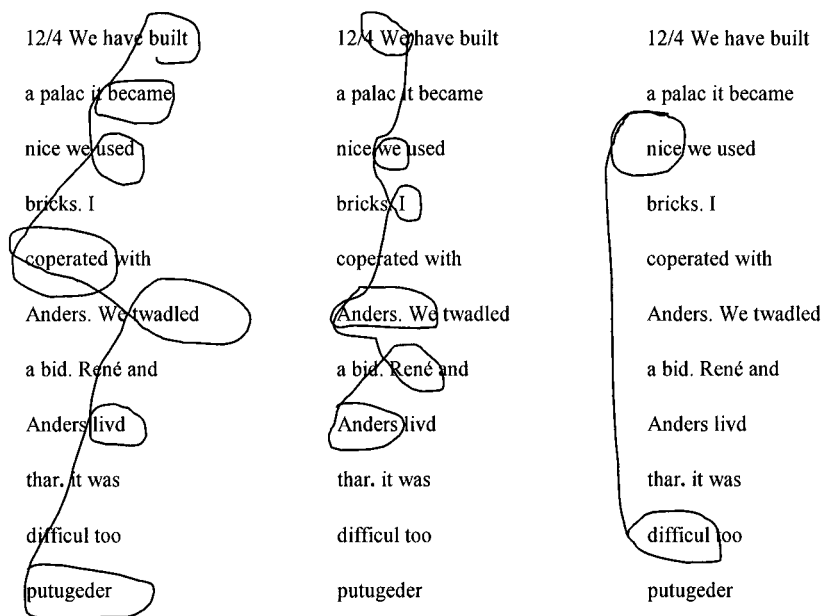 12/4 We have built
a palac it became
nice we used
bricks. I
coperated with
Anders. We twadled
a bid. René and
Anders livd
thar. it was
difficul too
putugeder
12/4 We have built
a palac it became
nice we used
bricks. I
coperated with
Anders. We twadled
a bid. René and
Anders livd
thar. it was
difficul too
putugeder
12/4 We have built
a palac it became
nice we used
bricks. I
coperated with
Anders. We twadled
a bid. René and
Anders livd
thar. it was
difficul too
putugeder